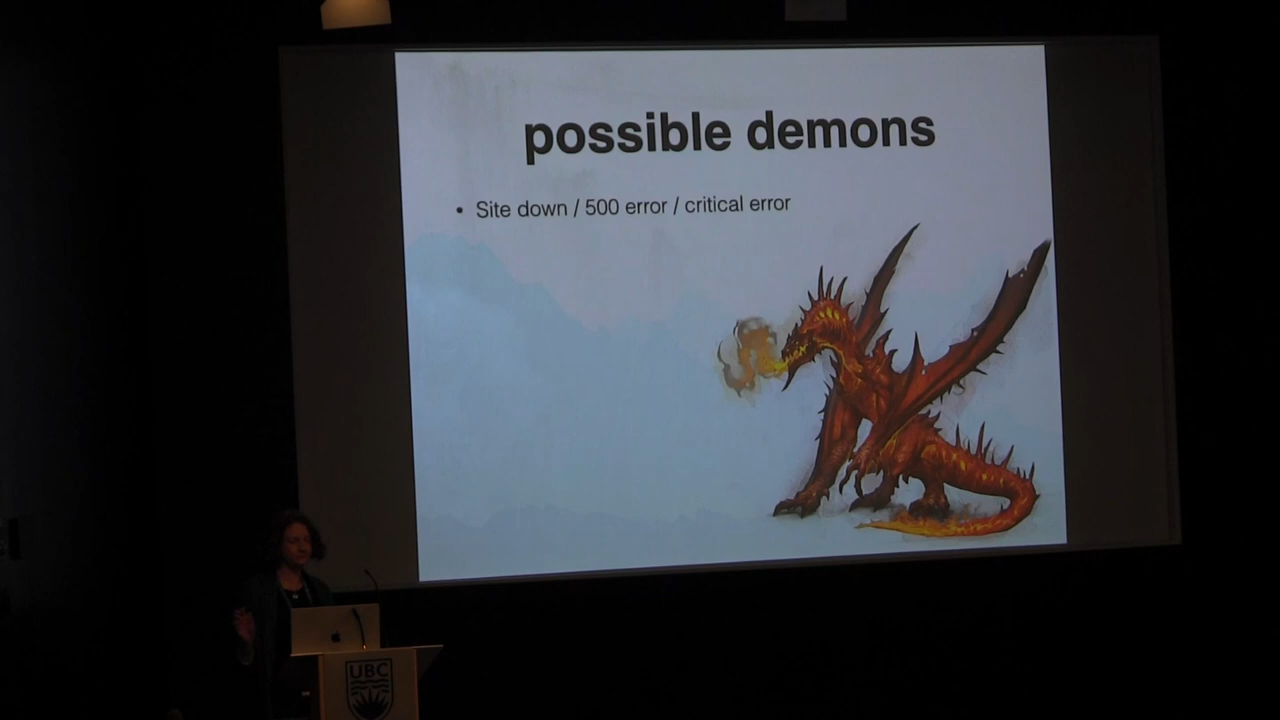 possible demons
• Site down / 500 error / critical error
UBC